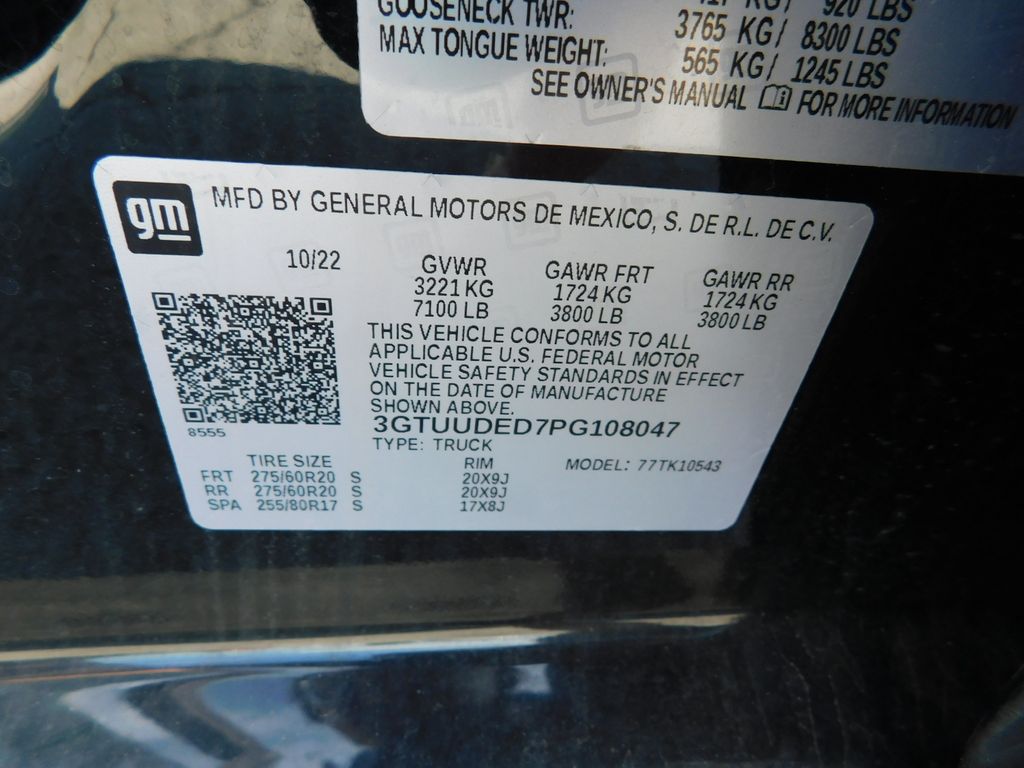 GOOSENECK TWR: 3765 KG/ 8300 LBS
MAX TONGUE WEIGHT: 565 KG/ 1245 LBS
SEE OWNER'S MANUAL FOR MORE INFORMATION
gm
MFD BY GENERAL MOTORS DE MEXICO, S. DE R.L. DE C.V.
10/22 GVWR GAWR FRT GAWR RR
3221 KG 1724 KG 1724 KG
7100 LB 3800 LB 3800 LB
THIS VEHICLE CONFORMS TO ALL
APPLICABLE U.S. FEDERAL MOTOR
VEHICLE SAFETY STANDARDS IN EFFECT
ON THE DATE OF MANUFACTURE
SHOWN ABOVE.
8555
3GTUUDED7PG108047
TYPE: TRUCK
TIRE SIZE RIM MODEL: 77TK10543
FRT 275/60R20 S 20X9J
RR 275/60R20 S 20X9J
SPA 255/80R17 S 17X8J